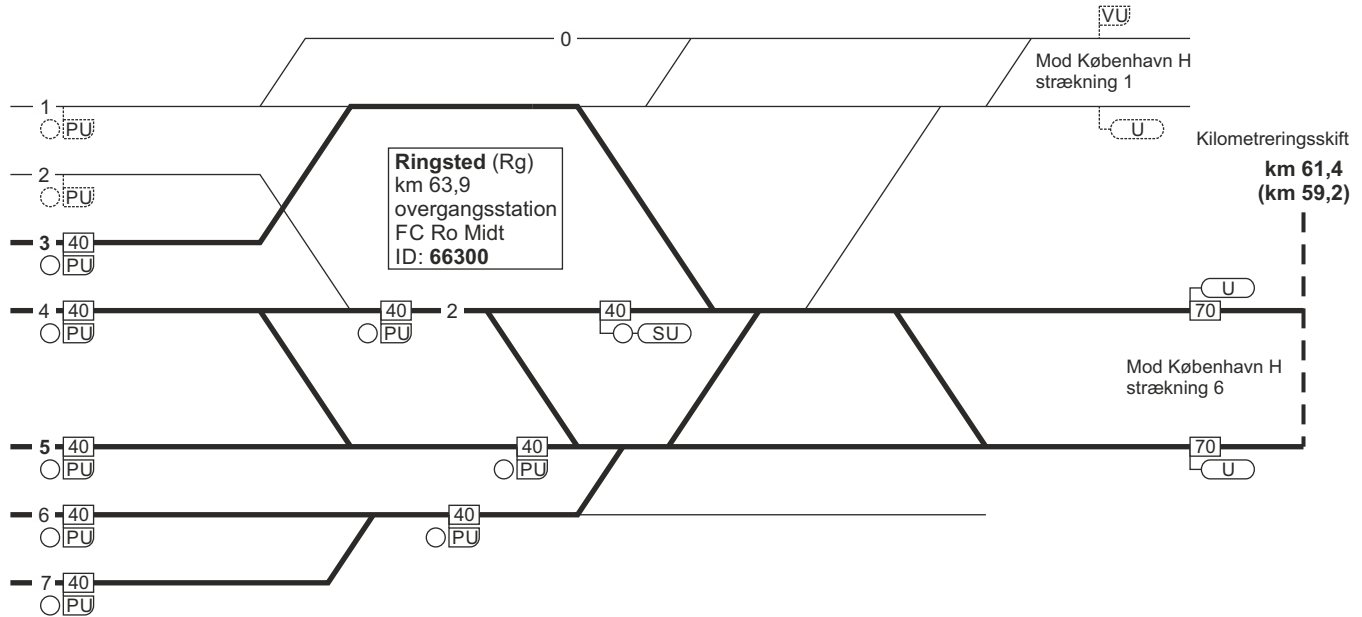 VU
0
Mod København H
strækning 1
1
PU
U
Kilometreringsskift
km 61,4
(km 59,2)
Ringsted (Rg)
km 63,9
overgangsstation
FC Ro Midt
ID: 66300
2
PU
3 40
PU
U
4 40 40 2 40 70
PU PU SU
Mod København H
strækning 6
5 40 40 70
PU PU U
6 40 40
PU PU
7 40
PU